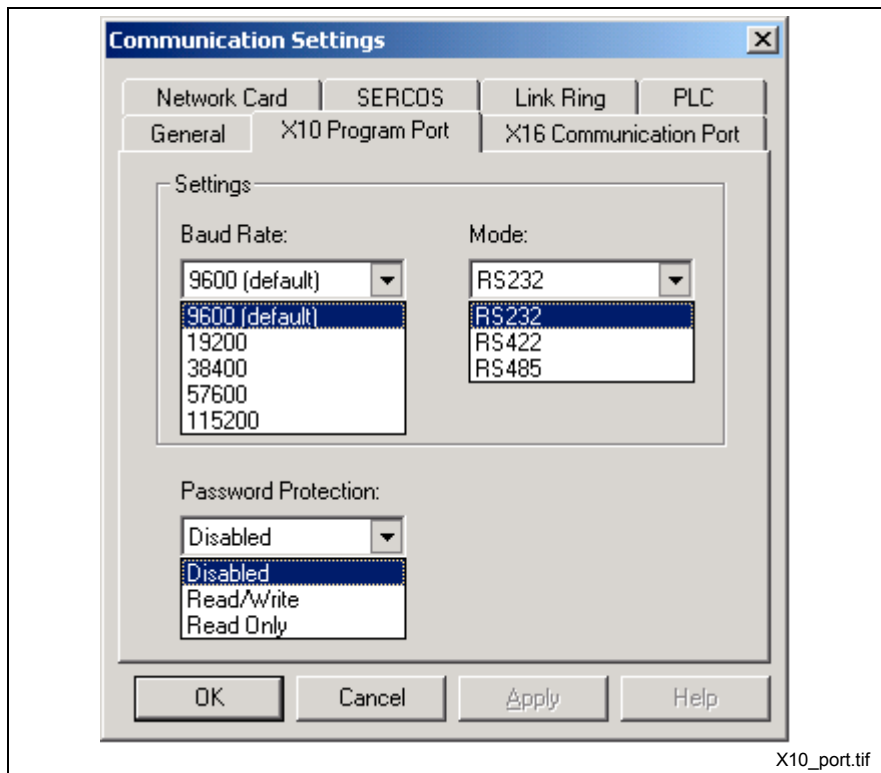 Communication Settings
Network Card SERCOS Link Ring PLC
General X10 Program Port X16 Communication Port
Settings
Baud Rate: Mode:
9600 (default) RS232
9600 (default) RS232
19200 RS422
38400 RS485
57600
115200
Password Protection:
Disabled
Disabled
Read/Write
Read Only
OK Cancel Apply Help
X10_port.tif